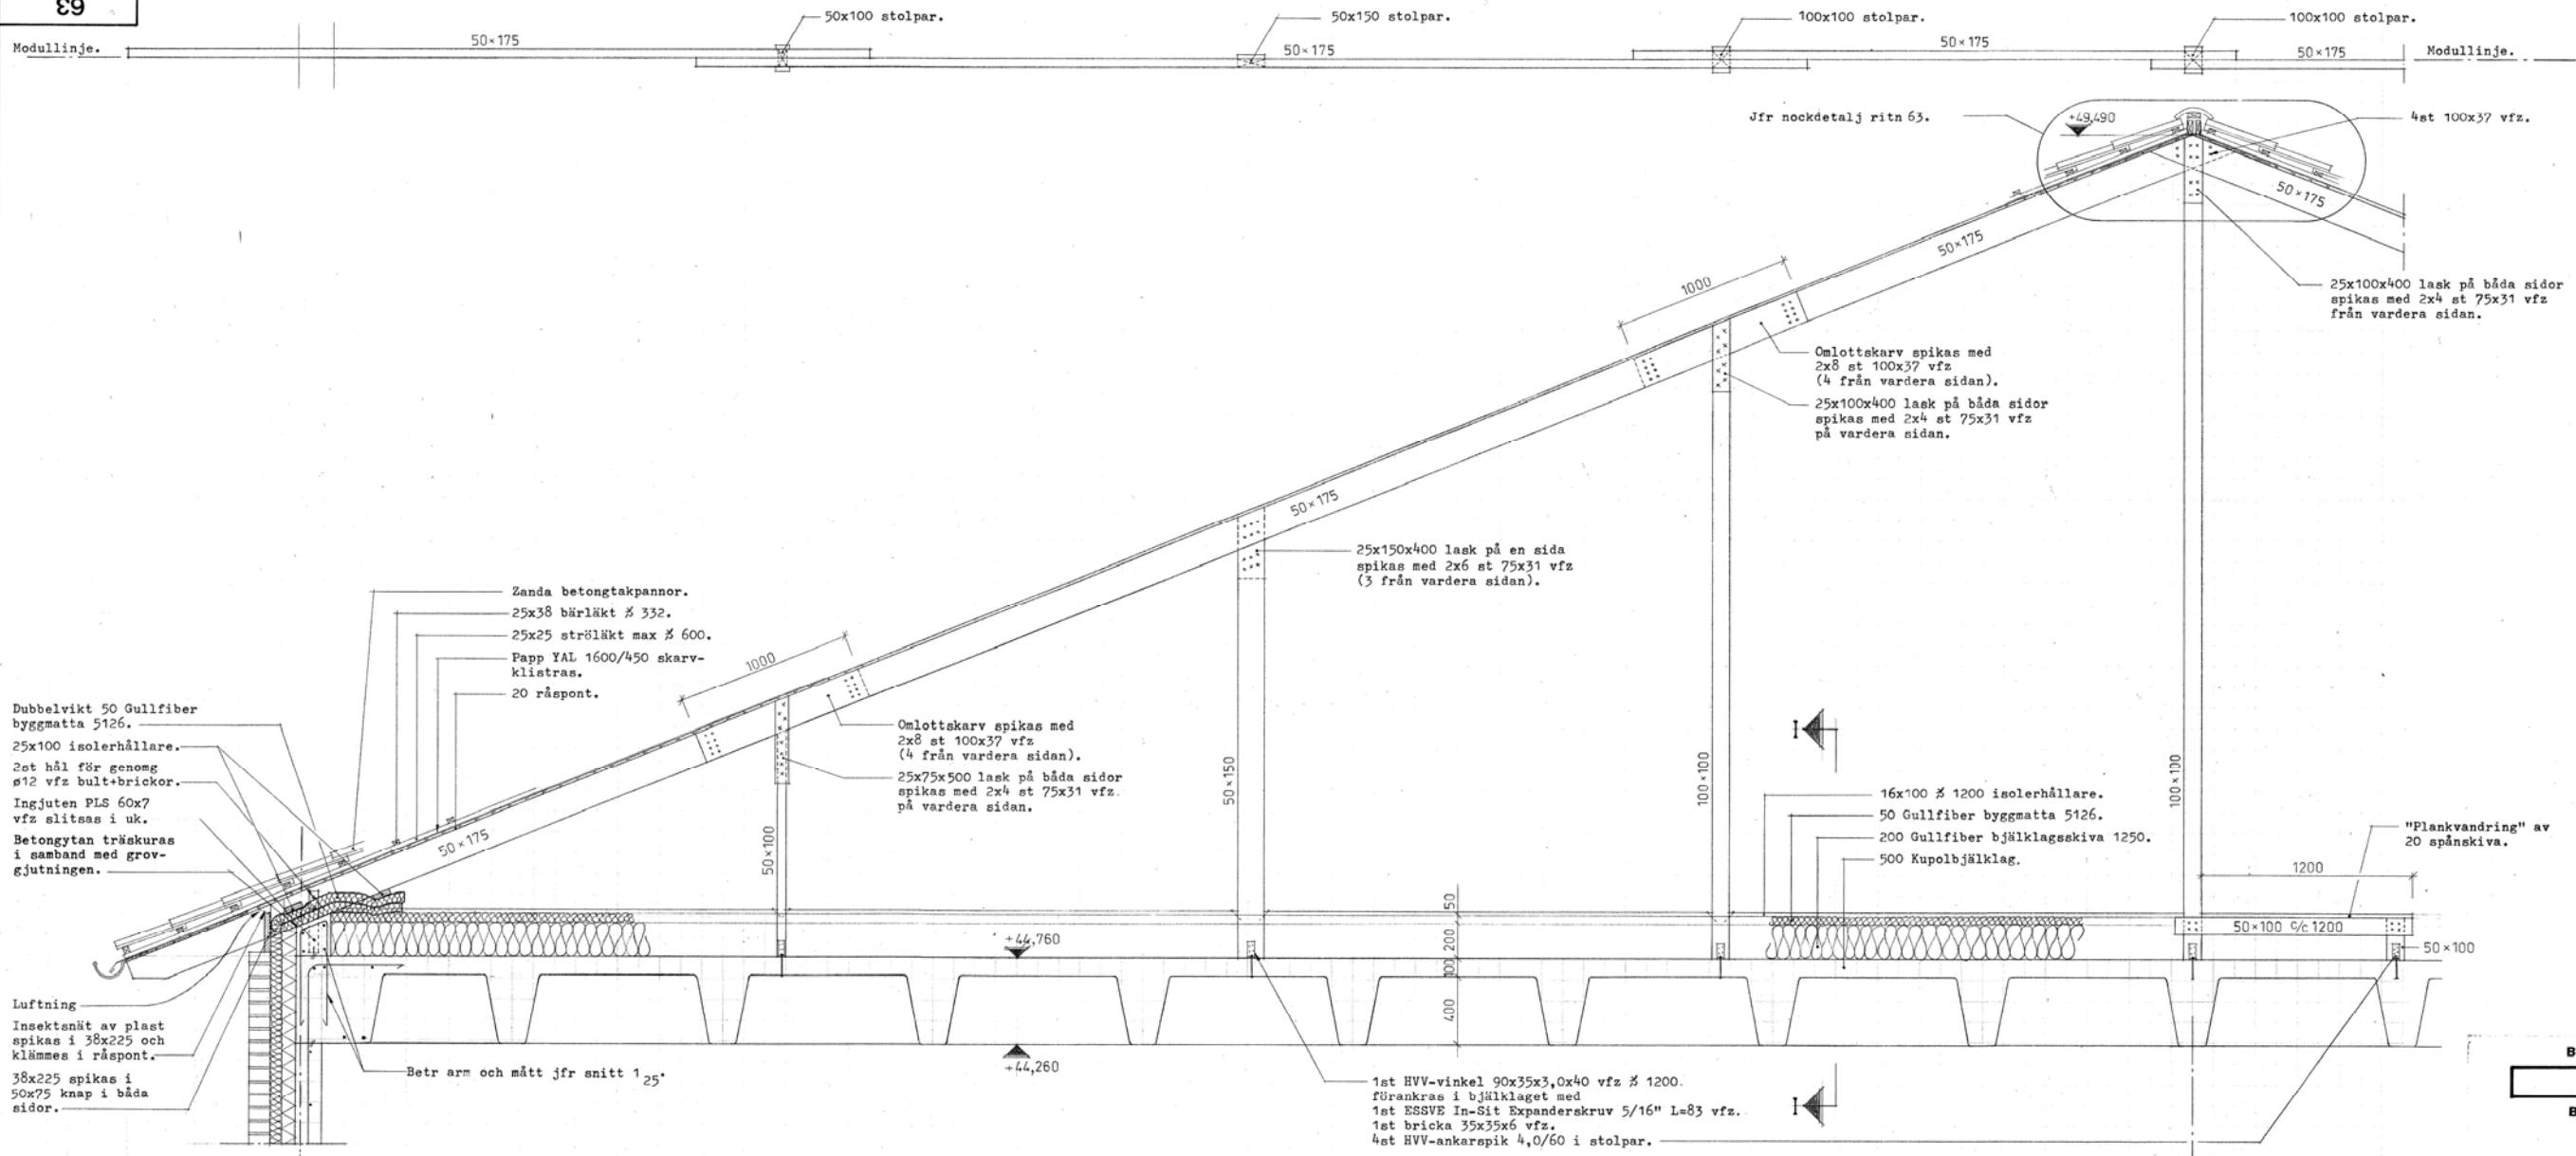 63
50x100 stolpar.
50x150 stolpar.
100x100 stolpar.
100x100 stolpar.
Modullinje.
50×175
50×175
50×175
50×175
Modullinje.
Jfr nockdetalj ritn 63.
+49,490
4st 100x37 vfz.
50×175
50×175
25x100x400 lask på båda sidor
spikas med 2x4 st 75x31 vfz
från vardera sidan.
1000
Omlottskarv spikas med
2x8 st 100x37 vfz
(4 från vardera sidan).
25x100x400 lask på båda sidor
spikas med 2x4 st 75x31 vfz
på vardera sidan.
50×175
25x150x400 lask på en sida
spikas med 2x6 st 75x31 vfz
(3 från vardera sidan).
Zanda betongtakpannor.
25x38 bärläkt 332.
25x25 ströläkt max 600.
Papp YAL 1600/450 skarv-
klistras.
20 råspont.
1000
Omlottskarv spikas med
2x8 st 100x37 vfz
(4 från vardera sidan).
25x75x500 lask på båda sidor
spikas med 2x4 st 75x31 vfz.
på vardera sidan.
Dubbelvikt 50 Gullfiber
byggmatta 5126.
25x100 isolerhållare.
2st hål för genomg
ø12 vfz bult+brickor.
Ingjuten PLS 60x7
vfz slitsas i uk.
Betongytan träskuras
i samband med grov-
gjutningen.
50×175
50×100
50×150
100×100
100×100
I
16x100 1200 isolerhållare.
50 Gullfiber byggmatta 5126.
200 Gullfiber bjälklagsskiva 1250.
500 Kupolbjälklag.
"Plankvandring" av
20 spånskiva.
1200
50×100 c/c 1200
50×100
50
200
100
400
+44,760
+44,260
Luftning
Insektsnät av plast
spikas i 38x225 och
klämmes i råspont.
38x225 spikas i
50x75 knap i båda
sidor.
Betr arm och mått jfr snitt 1 25.
1st HVV-vinkel 90x35x3,0x40 vfz 1200.
förankras i bjälklaget med
1st ESSVE In-Sit Expanderskruv 5/16" L=83 vfz.
1st bricka 35x35x6 vfz.
4st HVV-ankarspik 4,0/60 i stolpar.
I
B
B